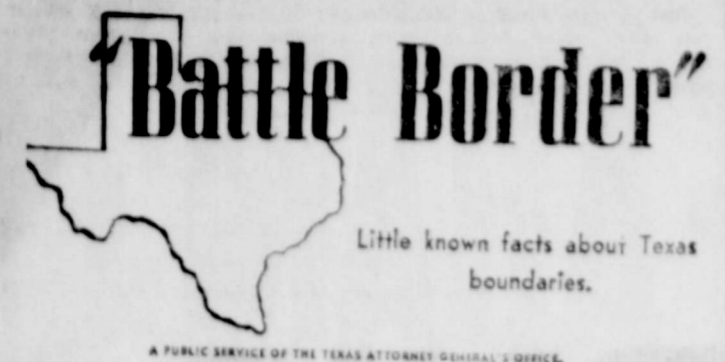 "Battle Border"
Little known facts about Texas
boundaries.
A PUBLIC SERVICE OF THE TEXAS ATTORNEY GENERAL'S OFFICE.